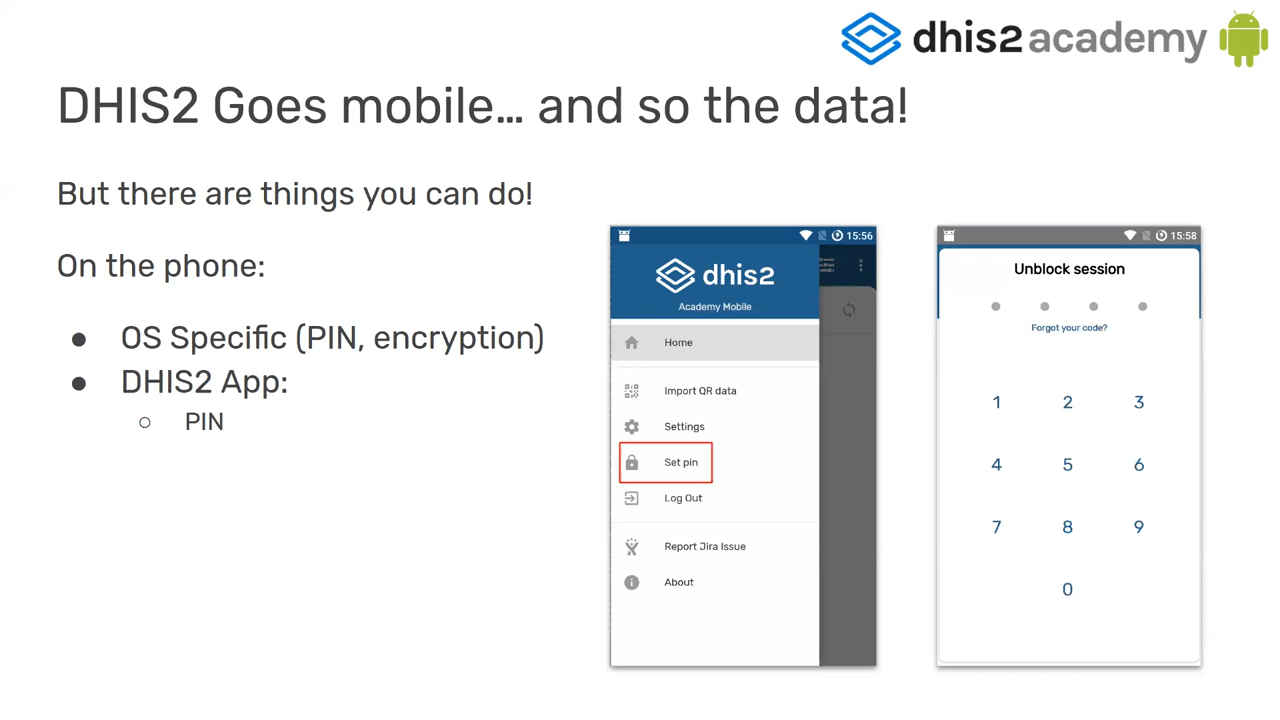 dhis2 academy
DHIS2 Goes mobile… and so the data!
But there are things you can do!
On the phone:
● OS Specific (PIN, encryption)
● DHIS2 App:
○ PIN
15:56
dhis2
Academy Mobile
Home
Import QR data
Settings
Set pin
Log Out
Report Jira Issue
About
15:58
Unblock session
Forgot your code?
1 2 3
4 5 6
7 8 9
0